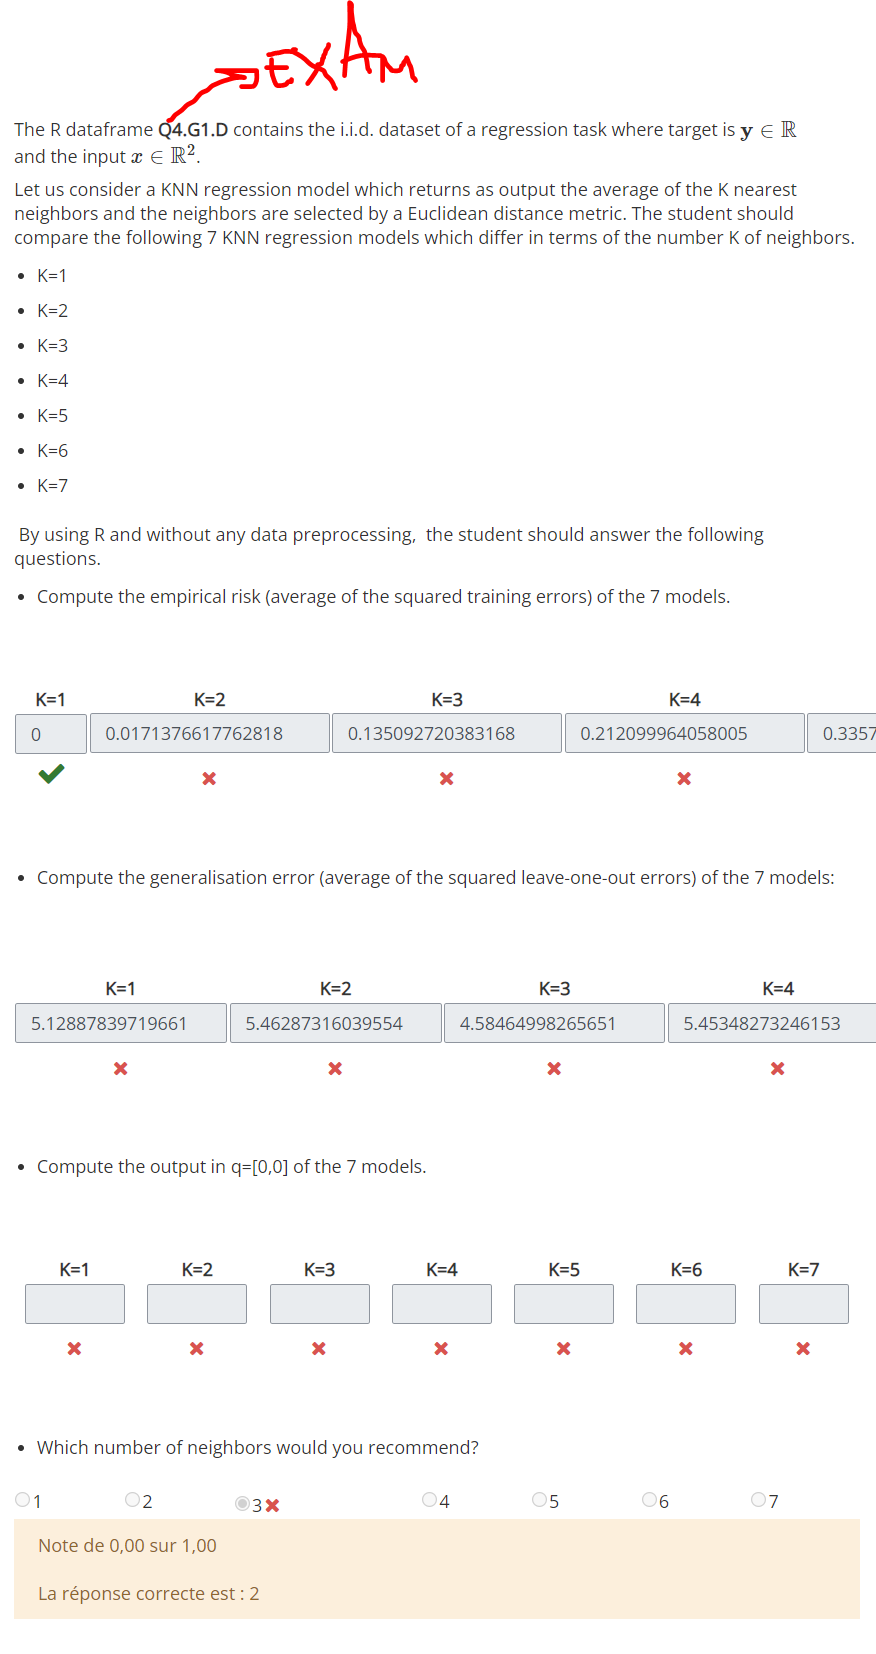 EXAM
The R dataframe Q4.G1.D contains the i.i.d. dataset of a regression task where target is y ∈ ℝ
and the input x ∈ ℝ².
Let us consider a KNN regression model which returns as output the average of the K nearest
neighbors and the neighbors are selected by a Euclidean distance metric. The student should
compare the following 7 KNN regression models which differ in terms of the number K of neighbors.
• K=1
• K=2
• K=3
• K=4
• K=5
• K=6
• K=7
By using R and without any data preprocessing, the student should answer the following
questions.
• Compute the empirical risk (average of the squared training errors) of the 7 models.
K=1 K=2 K=3 K=4
0 0.0171376617762818 0.135092720383168 0.212099964058005 0.3357
• Compute the generalisation error (average of the squared leave-one-out errors) of the 7 models:
K=1 K=2 K=3 K=4
5.12887839719661 5.46287316039554 4.58464998265651 5.45348273246153
• Compute the output in q=[0,0] of the 7 models.
K=1 K=2 K=3 K=4 K=5 K=6 K=7
• Which number of neighbors would you recommend?
1 2 3 4 5 6 7
Note de 0,00 sur 1,00
La réponse correcte est : 2